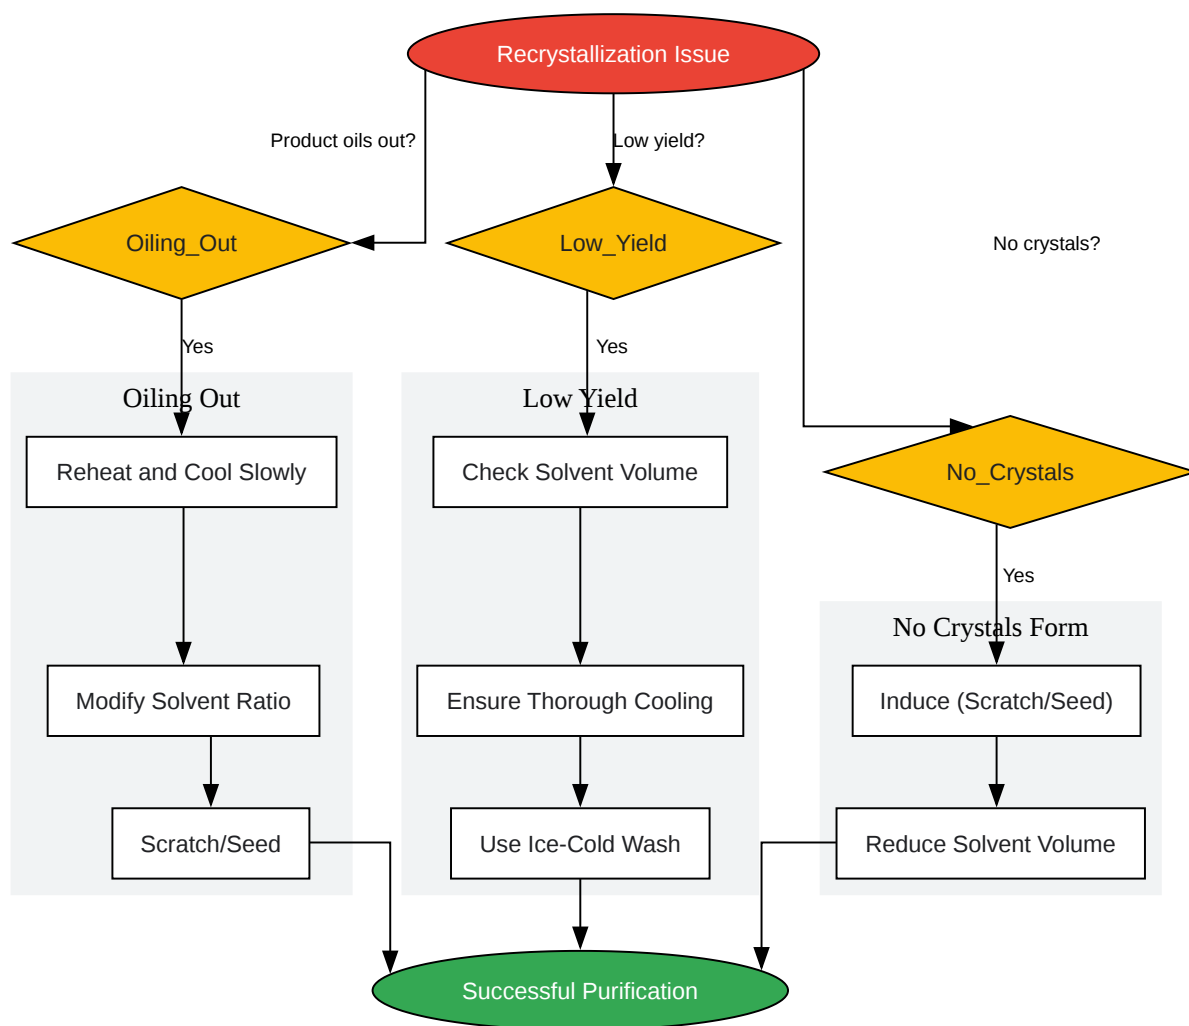 Recrystallization Issue
Product oils out?
Low yield?
Oiling_Out
Low_Yield
No crystals?
Yes
Yes
Oiling Out
Low Yield
Reheat and Cool Slowly
Check Solvent Volume
No_Crystals
Yes
No Crystals Form
Modify Solvent Ratio
Ensure Thorough Cooling
Induce (Scratch/Seed)
Scratch/Seed
Use Ice-Cold Wash
Reduce Solvent Volume
Successful Purification